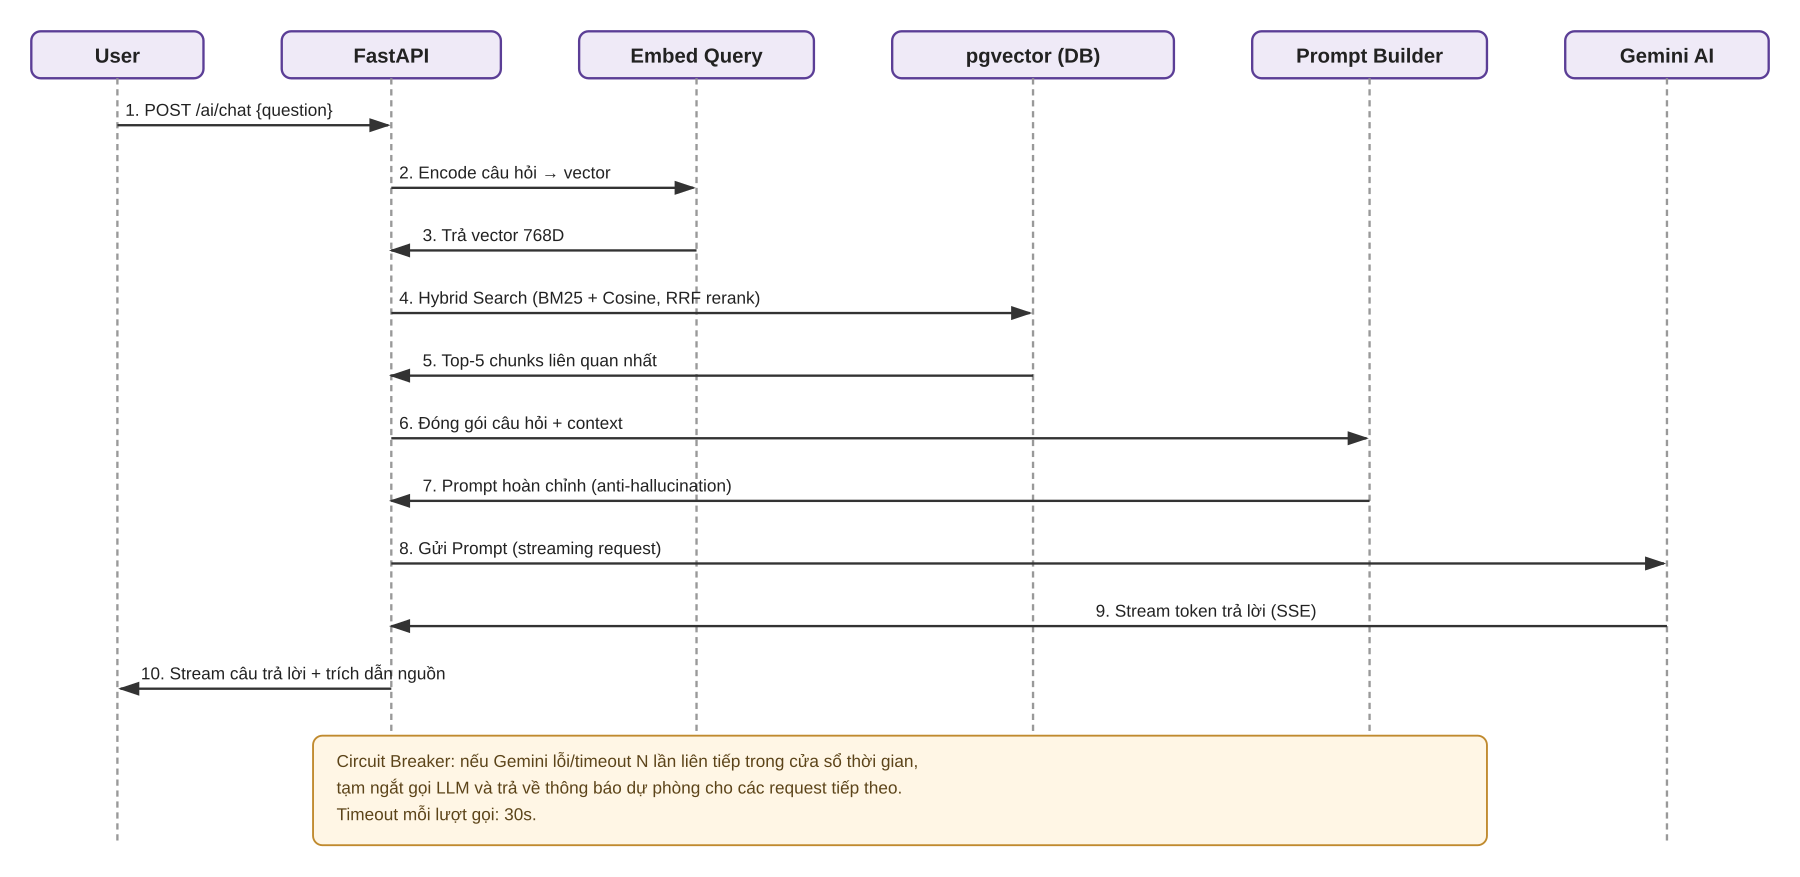 User
FastAPI
Embed Query
pgvector (DB)
Prompt Builder
Gemini AI
1. POST /ai/chat {question}
2. Encode câu hỏi → vector
3. Trả vector 768D
4. Hybrid Search (BM25 + Cosine, RRF rerank)
5. Top-5 chunks liên quan nhất
6. Đóng gói câu hỏi + context
7. Prompt hoàn chỉnh (anti-hallucination)
8. Gửi Prompt (streaming request)
9. Stream token trả lời (SSE)
10. Stream câu trả lời + trích dẫn nguồn
Circuit Breaker: nếu Gemini lỗi/timeout N lần liên tiếp trong cửa sổ thời gian,
tạm ngắt gọi LLM và trả về thông báo dự phòng cho các request tiếp theo.
Timeout mỗi lượt gọi: 30s.